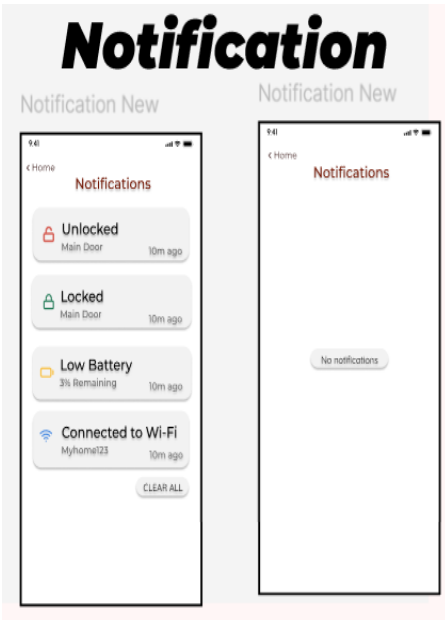 Notification
Notification New
9:41
< Home
Notifications
Unlocked
Main Door
10m ago
Locked
Main Door
10m ago
Low Battery
3% Remaining
10m ago
Connected to Wi-Fi
Myhome123
10m ago
CLEAR ALL
Notification New
9:41
< Home
Notifications
No notifications